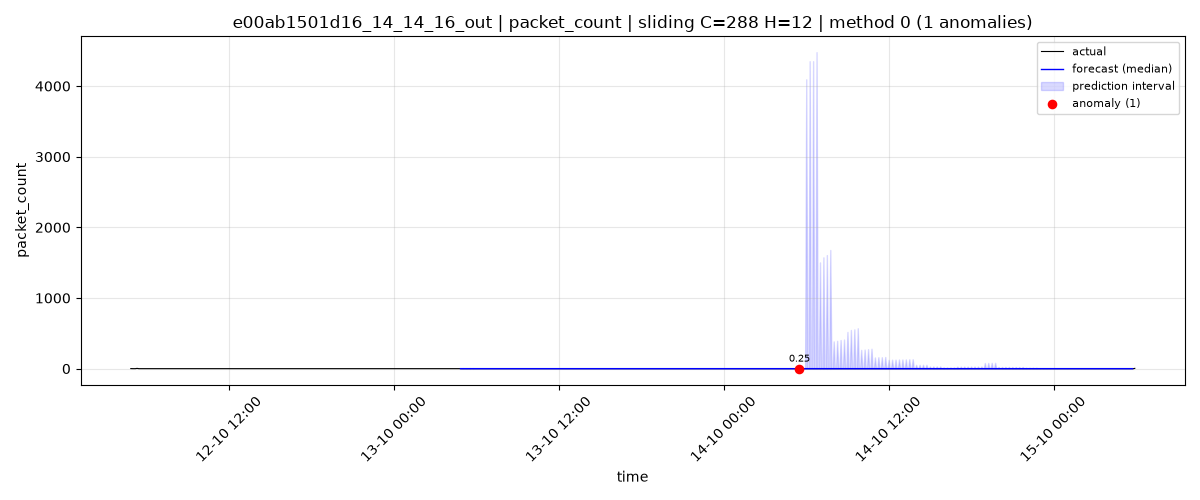 e00ab1501d16_14_14_16_out | packet_count | sliding C=288 H=12 | method 0 (1 anomalies)
actual
forecast (median)
prediction interval
anomaly (1)
packet_count
4000
3000
2000
1000
0
0.25
12-10 12:00
13-10 00:00
13-10 12:00
14-10 00:00
14-10 12:00
15-10 00:00
time